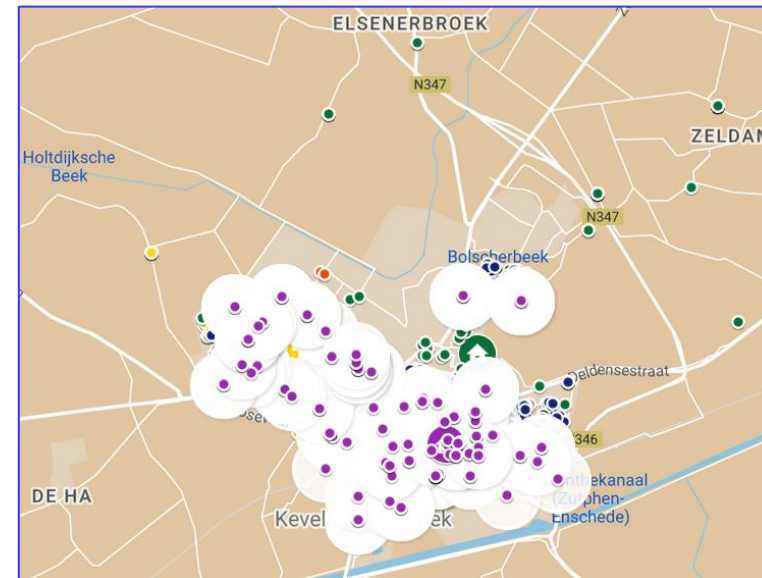 ELSENERBROEK
N347
ZELDAM
Holtdijksche
Beek
N347
Bolscherbeek
Deldensestraat
346
DE HA
nthekanaal
(Zutphen-
Enschede)
Kevel
ek